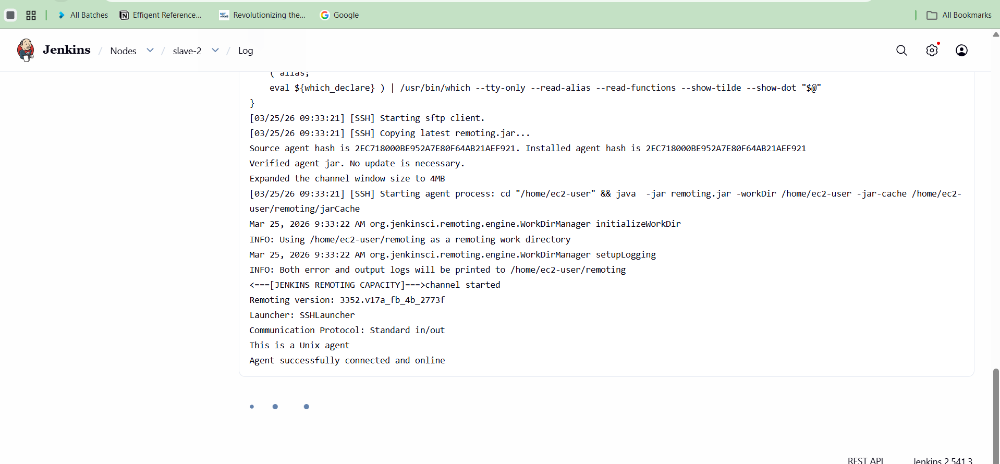 All Batches
Effigent Reference...
Revolutionizing the...
Google
All Bookmarks
Jenkins / Nodes / slave-2 / Log
( alias;
eval ${which_declare} ) | /usr/bin/which --tty-only --read-alias --read-functions --show-tilde --show-dot "$@"
}
[03/25/26 09:33:21] [SSH] Starting sftp client.
[03/25/26 09:33:21] [SSH] Copying latest remoting.jar...
Source agent hash is 2EC718000BE952A7E80F64AB21AEF921. Installed agent hash is 2EC718000BE952A7E80F64AB21AEF921
Verified agent jar. No update is necessary.
Expanded the channel window size to 4MB
[03/25/26 09:33:21] [SSH] Starting agent process: cd "/home/ec2-user" && java  -jar remoting.jar -workDir /home/ec2-user -jar-cache /home/ec2-
user/remoting/jarCache
Mar 25, 2026 9:33:22 AM org.jenkinsci.remoting.engine.WorkDirManager initializeWorkDir
INFO: Using /home/ec2-user/remoting as a remoting work directory
Mar 25, 2026 9:33:22 AM org.jenkinsci.remoting.engine.WorkDirManager setupLogging
INFO: Both error and output logs will be printed to /home/ec2-user/remoting
<===[JENKINS REMOTING CAPACITY]===>channel started
Remoting version: 3352.v17a_fb_4b_2773f
Launcher: SSHLauncher
Communication Protocol: Standard in/out
This is a Unix agent
Agent successfully connected and online
REST API
Jenkins 2.541.3